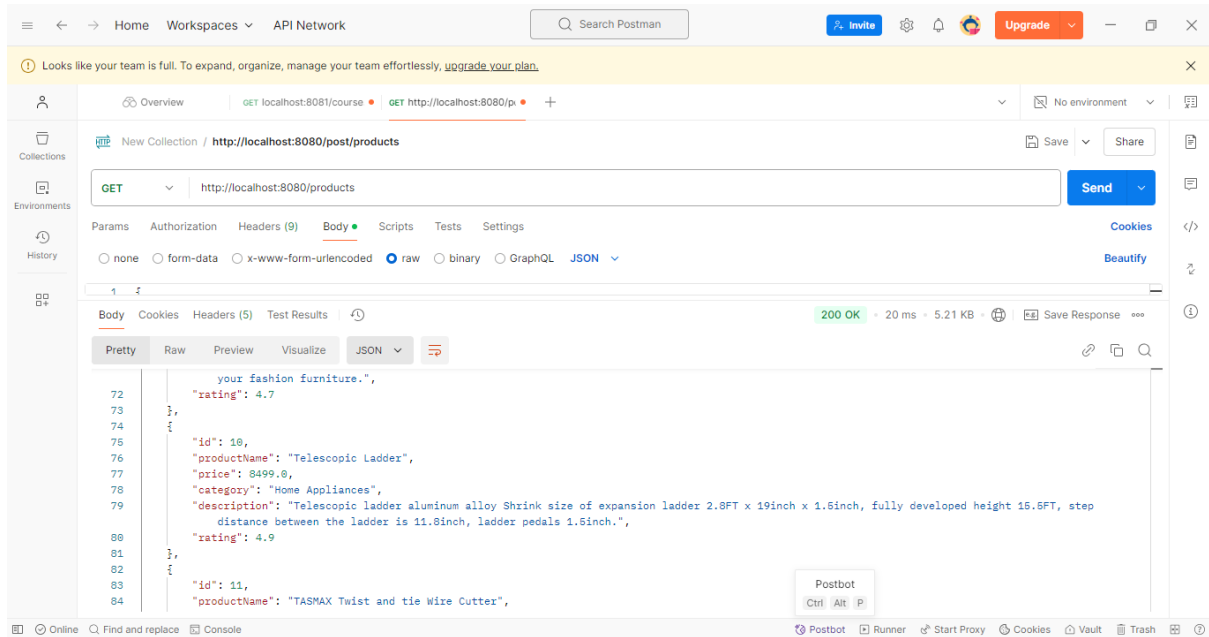 Home Workspaces API Network Search Postman Invite Upgrade
Looks like your team is full. To expand, organize, manage your team effortlessly, upgrade your plan.
Overview GET localhost:8081/course GET http://localhost:8080/p No environment
New Collection / http://localhost:8080/post/products Save Share
Collections
GET http://localhost:8080/products Send
Environments
Params Authorization Headers (9) Body Scripts Tests Settings Cookies
History
none form-data x-www-form-urlencoded raw binary GraphQL JSON Beautify
1 {
Body Cookies Headers (5) Test Results 200 OK 20 ms 5.21 KB Save Response
Pretty Raw Preview Visualize JSON
your fashion furniture.",
72 "rating": 4.7
73 },
74 {
75 "id": 10,
76 "productName": "Telescopic Ladder",
77 "price": 8499.0,
78 "category": "Home Appliances",
79 "description": "Telescopic ladder aluminum alloy Shrink size of expansion ladder 2.8FT x 19inch x 1.5inch, fully developed height 15.5FT, step
distance between the ladder is 11.8inch, ladder pedals 1.5inch.",
80 "rating": 4.9
81 },
82 {
83 "id": 11,
84 "productName": "TASMAX Twist and tie Wire Cutter",
Postbot
Ctrl Alt P
Online Find and replace Console Postbot Runner Start Proxy Cookies Vault Trash